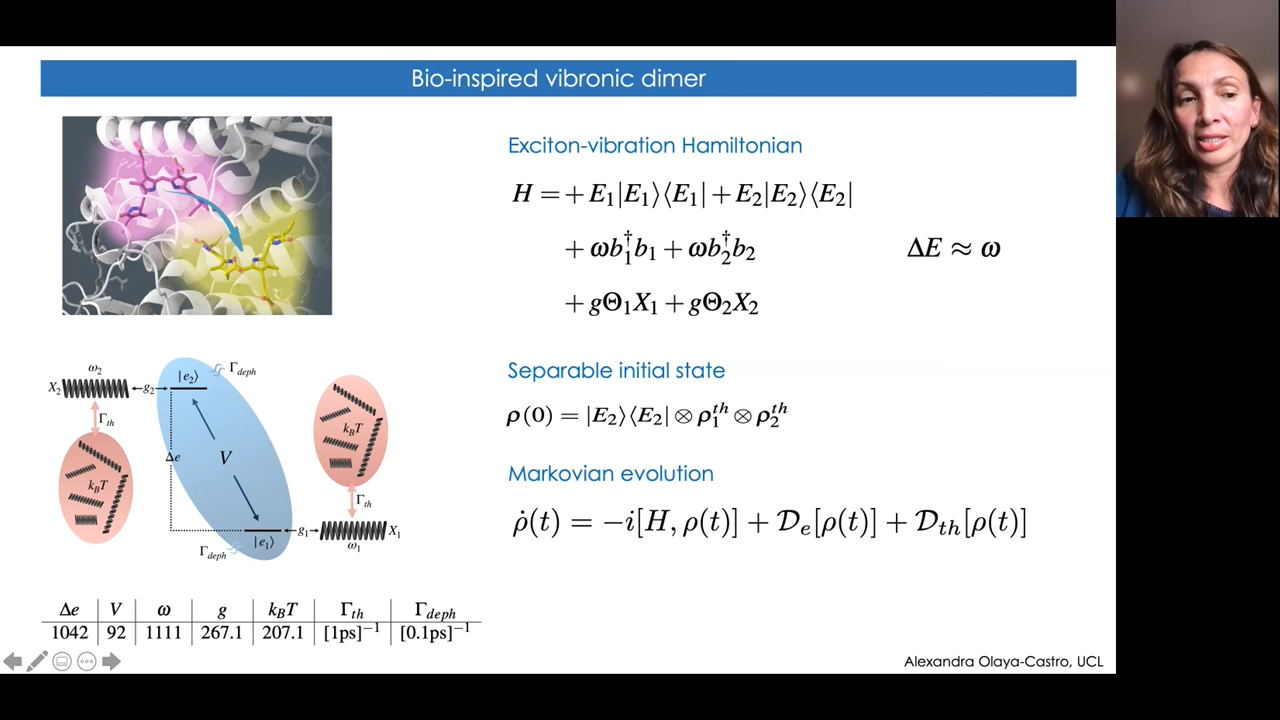 Bio-inspired vibronic dimer
Exciton-vibration Hamiltonian
H = + E₁|E₁⟩⟨E₁| + E₂|E₂⟩⟨E₂|
+ ωb₁†b₁ + ωb₂†b₂
ΔE ≈ ω
+ gΘ₁X₁ + gΘ₂X₂
Separable initial state
ρ(0) = |E₂⟩⟨E₂| ⊗ ρ₁ᵗʰ ⊗ ρ₂ᵗʰ
Markovian evolution
ρ̇(t) = −i[H, ρ(t)] + 𝒟ₑ[ρ(t)] + 𝒟ₜₕ[ρ(t)]
ω₂
X₂
g₂
|e₂⟩
Γ_deph
Γ_th
k_BT
Δe
V
k_BT
Γ_th
Γ_deph
|e₁⟩
g₁
X₁
ω₁
Δe V ω g k_BT Γ_th Γ_deph
1042 92 1111 267.1 207.1 [1ps]⁻¹ [0.1ps]⁻¹
Alexandra Olaya-Castro, UCL